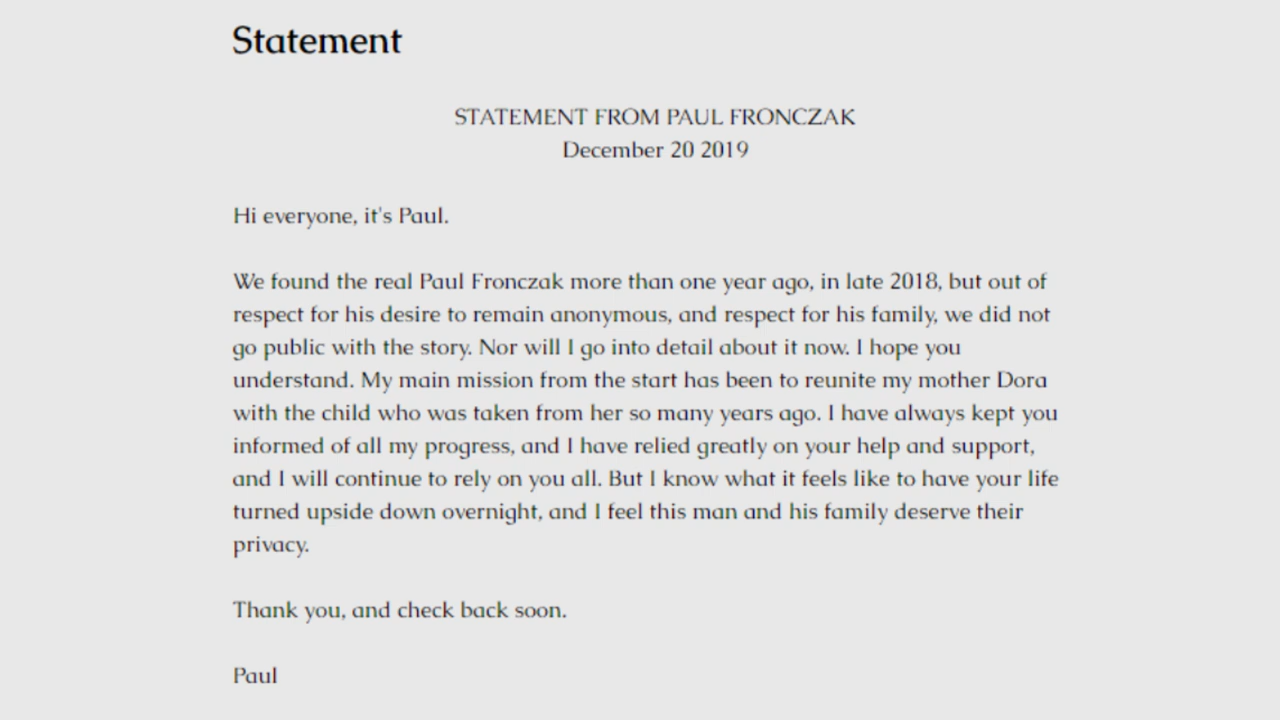 Statement
STATEMENT FROM PAUL FRONCZAK
December 20 2019
Hi everyone, it's Paul.
We found the real Paul Fronczak more than one year ago, in late 2018, but out of
respect for his desire to remain anonymous, and respect for his family, we did not
go public with the story. Nor will I go into detail about it now. I hope you
understand. My main mission from the start has been to reunite my mother Dora
with the child who was taken from her so many years ago. I have always kept you
informed of all my progress, and I have relied greatly on your help and support,
and I will continue to rely on you all. But I know what it feels like to have your life
turned upside down overnight, and I feel this man and his family deserve their
privacy.
Thank you, and check back soon.
Paul